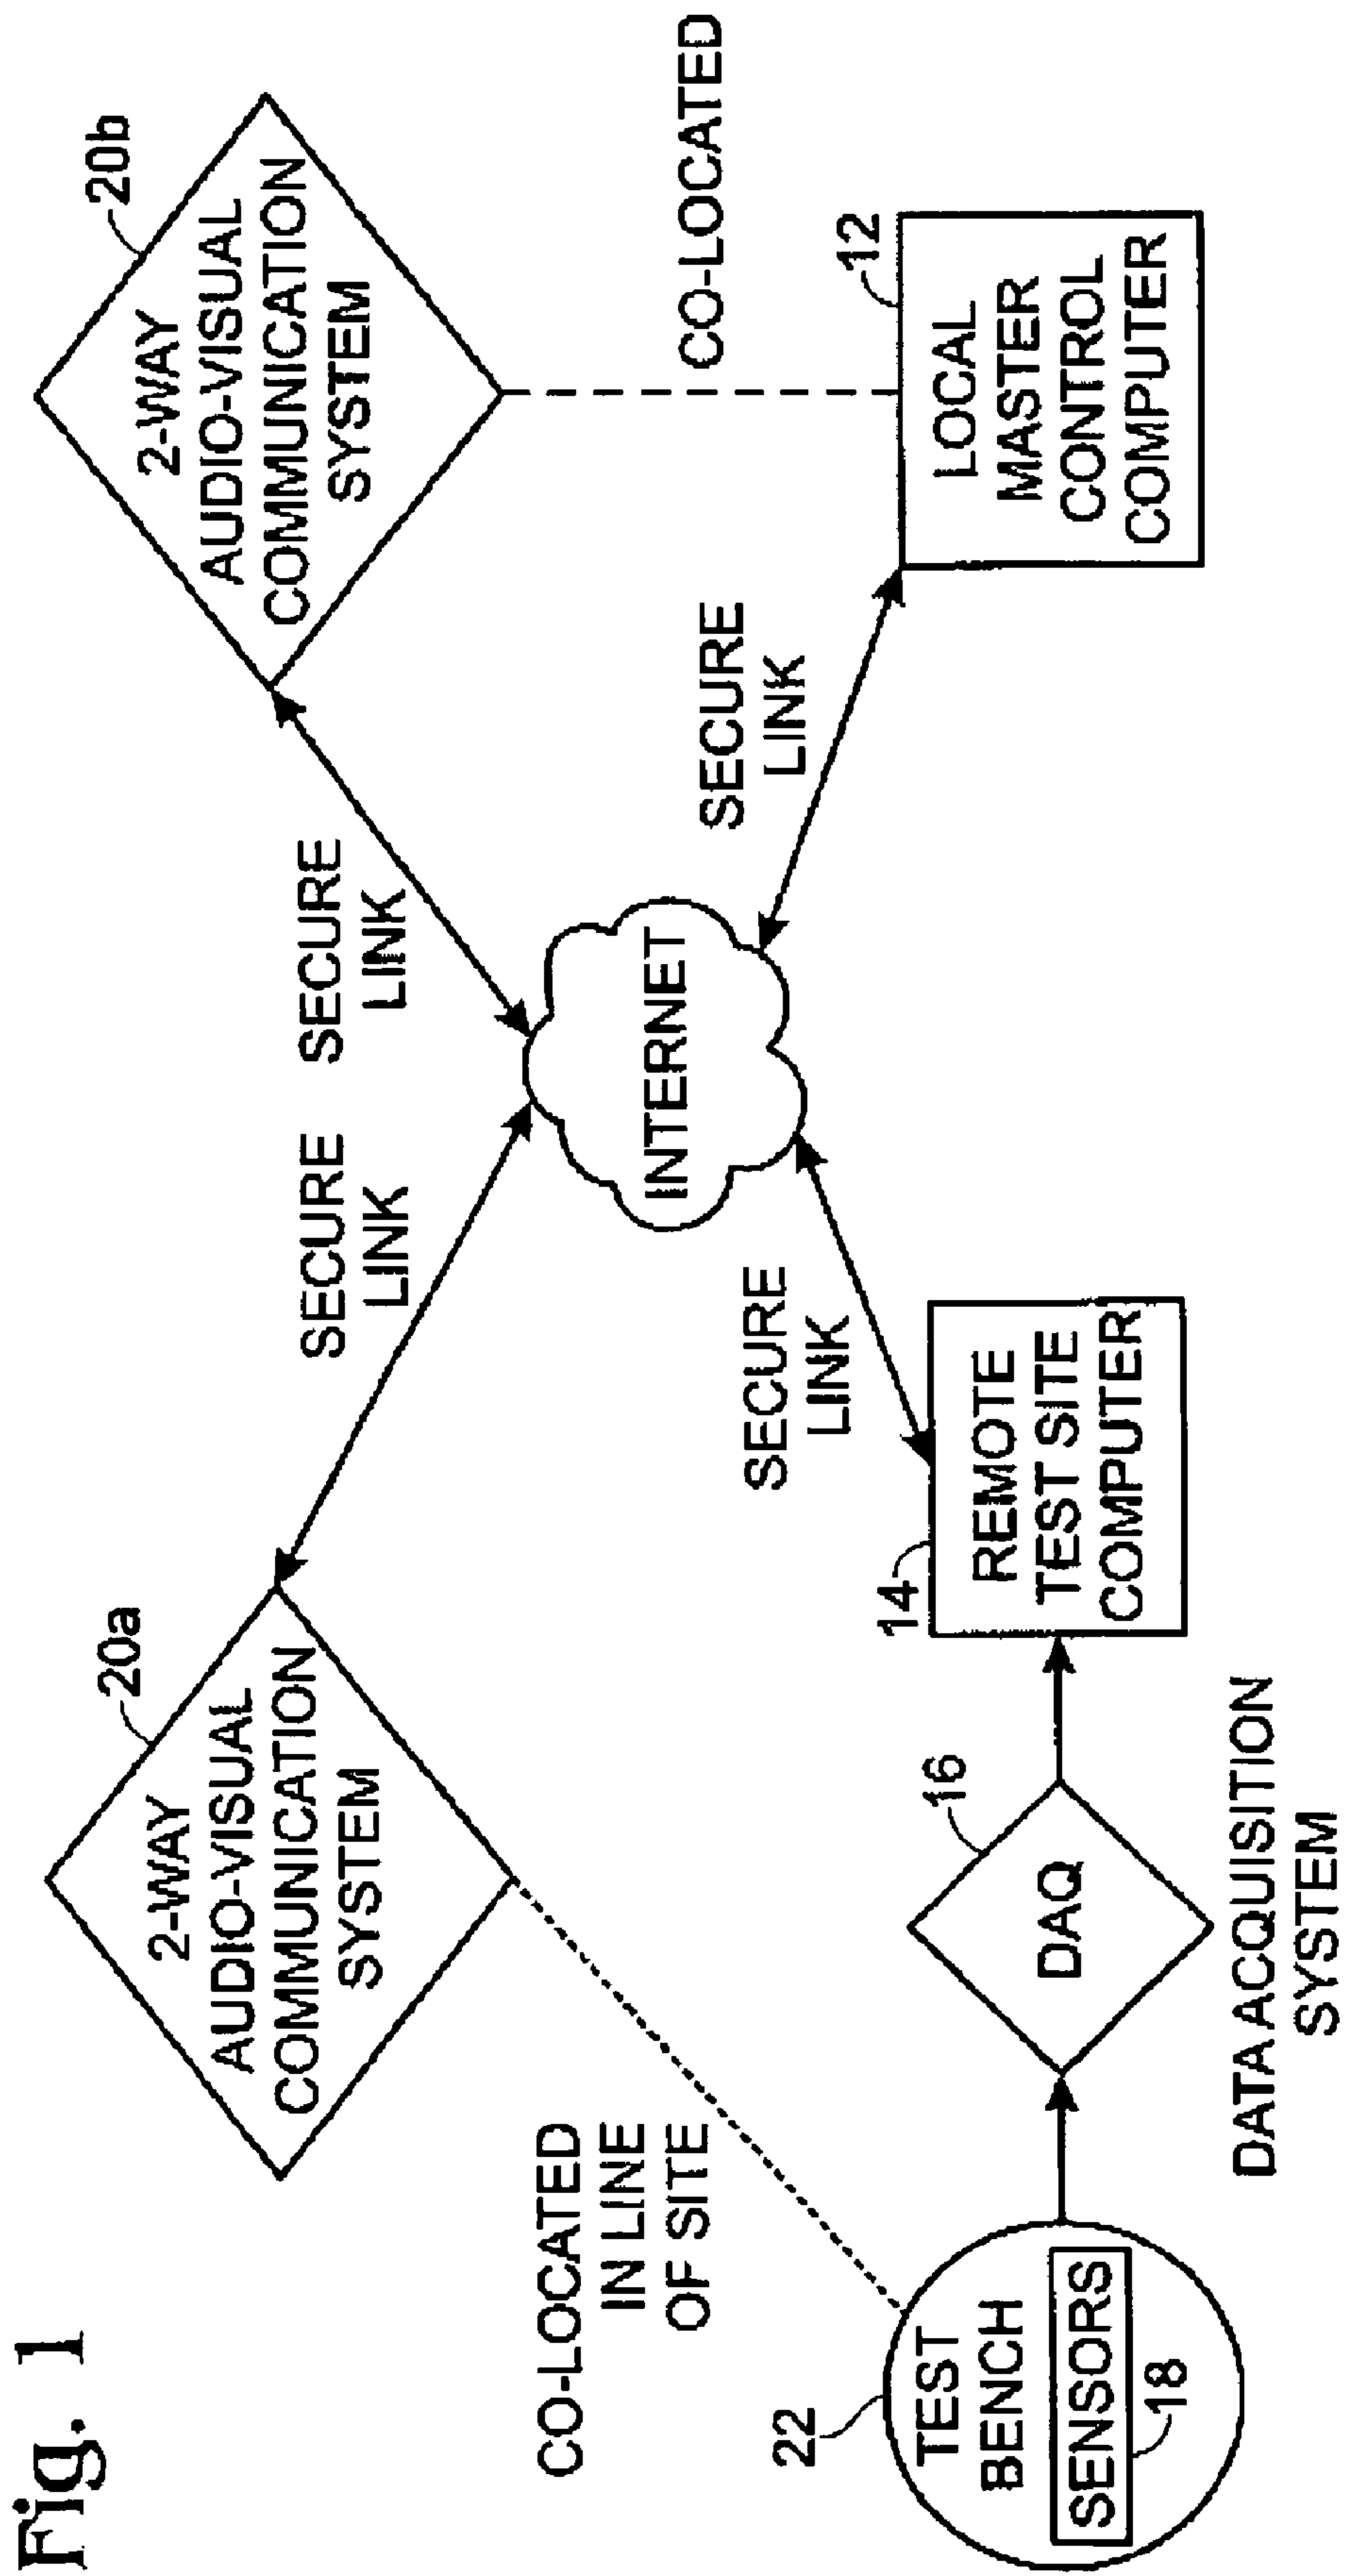 Fig. 1
20a
2-WAY
AUDIO-VISUAL
COMMUNICATION
SYSTEM
20b
2-WAY
AUDIO-VISUAL
COMMUNICATION
SYSTEM
SECURE
LINK
SECURE
LINK
CO-LOCATED
IN LINE
OF SITE
INTERNET
CO-LOCATED
SECURE
LINK
SECURE
LINK
22
TEST
BENCH
SENSORS
18
16
DAQ
DATA ACQUISITION
SYSTEM
14
REMOTE
TEST SITE
COMPUTER
12
LOCAL
MASTER
CONTROL
COMPUTER